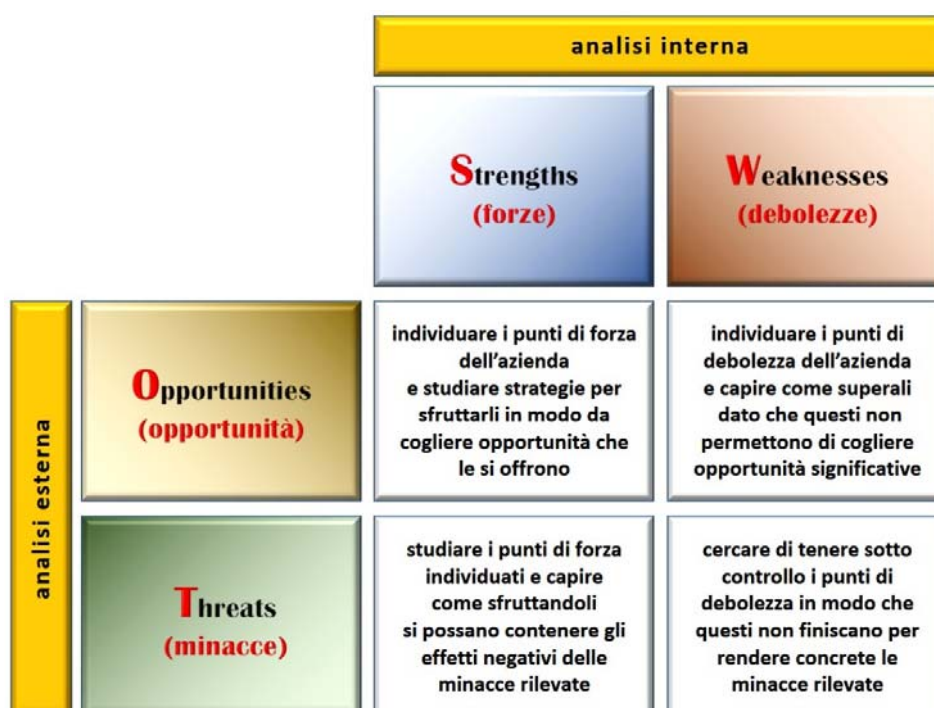 analisi interna
Strengths
(forze)
Weaknesses
(debolezze)
analisi esterna
Opportunities
(opportunità)
individuare i punti di forza
dell'azienda
e studiare strategie per
sfruttarli in modo da
cogliere opportunità che
le si offrono
individuare i punti di
debolezza dell'azienda
e capire come superali
dato che questi non
permettono di cogliere
opportunità significative
Threats
(minacce)
studiare i punti di forza
individuati e capire
come sfruttandoli
si possano contenere gli
effetti negativi delle
minacce rilevate
cercare di tenere sotto
controllo i punti di
debolezza in modo che
questi non finiscano per
rendere concrete le
minacce rilevate